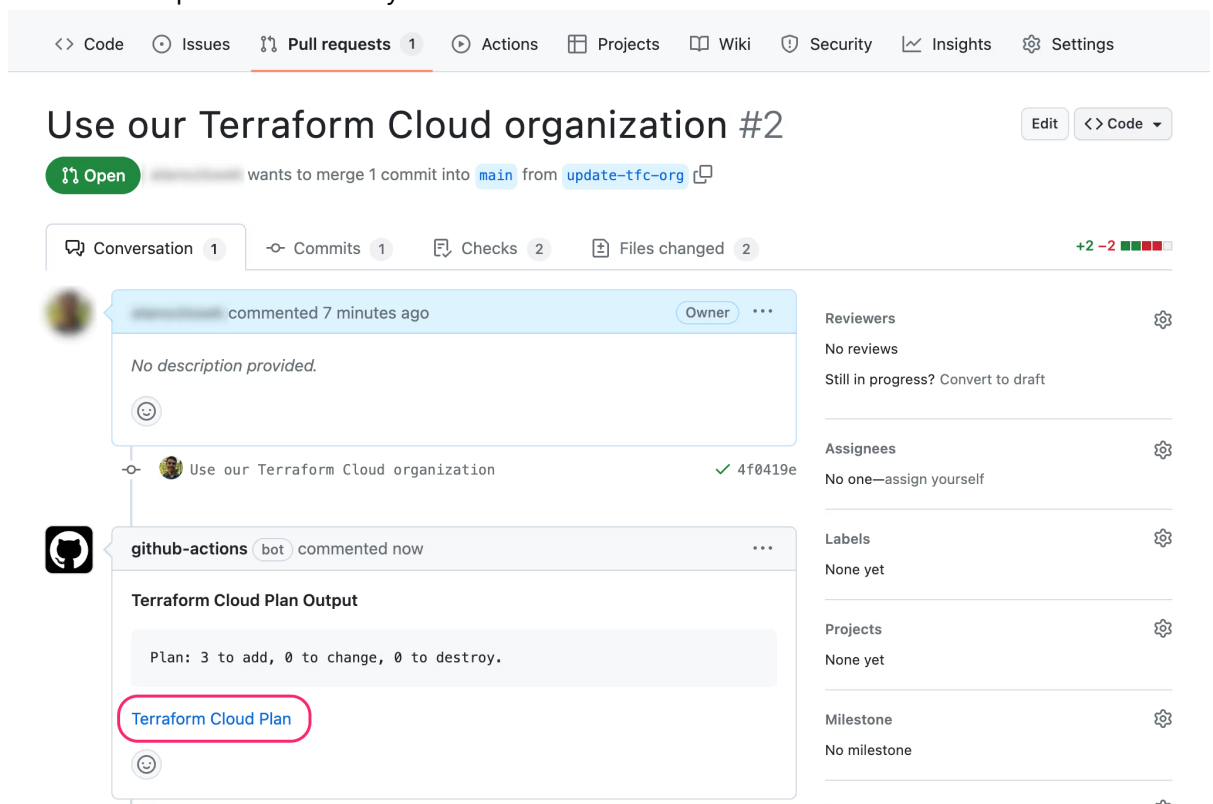 Code Issues Pull requests 1 Actions Projects Wiki Security Insights Settings
Use our Terraform Cloud organization #2
Edit
Code
Open
wants to merge 1 commit into main from update-tfc-org
Conversation 1
Commits 1
Checks 2
Files changed 2
+2 −2
commented 7 minutes ago
Owner
No description provided.
Use our Terraform Cloud organization
4f0419e
github-actions bot commented now
Terraform Cloud Plan Output
Plan: 3 to add, 0 to change, 0 to destroy.
Terraform Cloud Plan
Reviewers
No reviews
Still in progress? Convert to draft
Assignees
No one—assign yourself
Labels
None yet
Projects
None yet
Milestone
No milestone